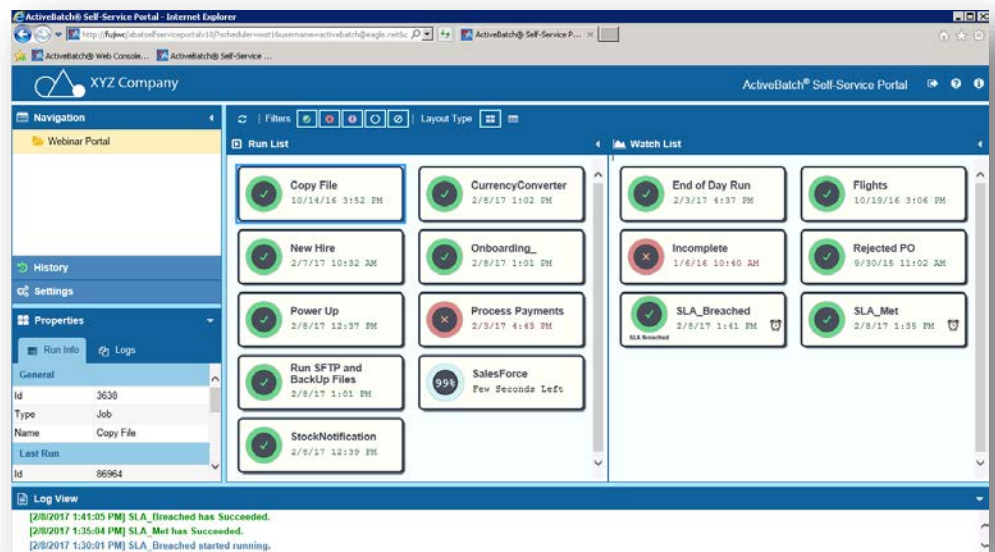 ActiveBatch® Self-Service Portal - Internet Explorer
ActiveBatch® Self-Service P...
ActiveBatch® Web Console... ActiveBatch® Self-Service ...
XYZ Company
ActiveBatch® Self-Service Portal
Navigation
Webinar Portal
History
Settings
Properties
Run Info Logs
General
Id 3638
Type Job
Name Copy File
Last Run
Id 86964
Filters Layout Type
Run List
Copy File
10/14/16 3:52 PM
CurrencyConverter
2/8/17 1:02 PM
New Hire
2/7/17 10:32 AM
Onboarding_
2/8/17 1:01 PM
Power Up
2/8/17 12:37 PM
Process Payments
2/3/17 4:43 PM
Run SFTP and
BackUp Files
2/8/17 1:01 PM
99%
SalesForce
Few Seconds Left
StockNotification
2/8/17 12:39 PM
Watch List
End of Day Run
2/3/17 4:37 PM
Flights
10/19/16 3:06 PM
Incomplete
1/6/16 10:40 AM
Rejected PO
9/30/15 11:02 AM
SLA_Breached
2/8/17 1:41 PM
SLA Breached
SLA_Met
2/8/17 1:35 PM
Log View
[2/8/2017 1:41:05 PM] SLA_Breached has Succeeded.
[2/8/2017 1:35:04 PM] SLA_Met has Succeeded.
[2/8/2017 1:30:01 PM] SLA_Breached started running.